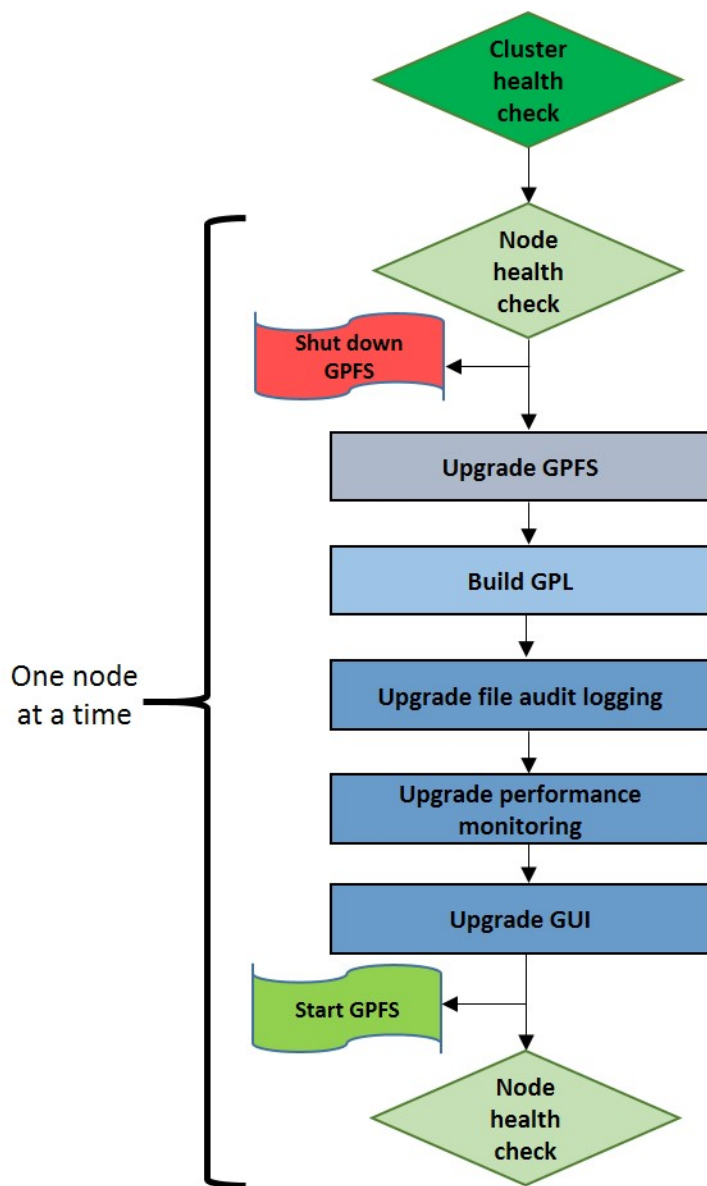 Cluster
health
check
Node
health
check
Shut down
GPFS
Upgrade GPFS
Build GPL
One node
at a time
Upgrade file audit logging
Upgrade performance
monitoring
Upgrade GUI
Start GPFS
Node
health
check